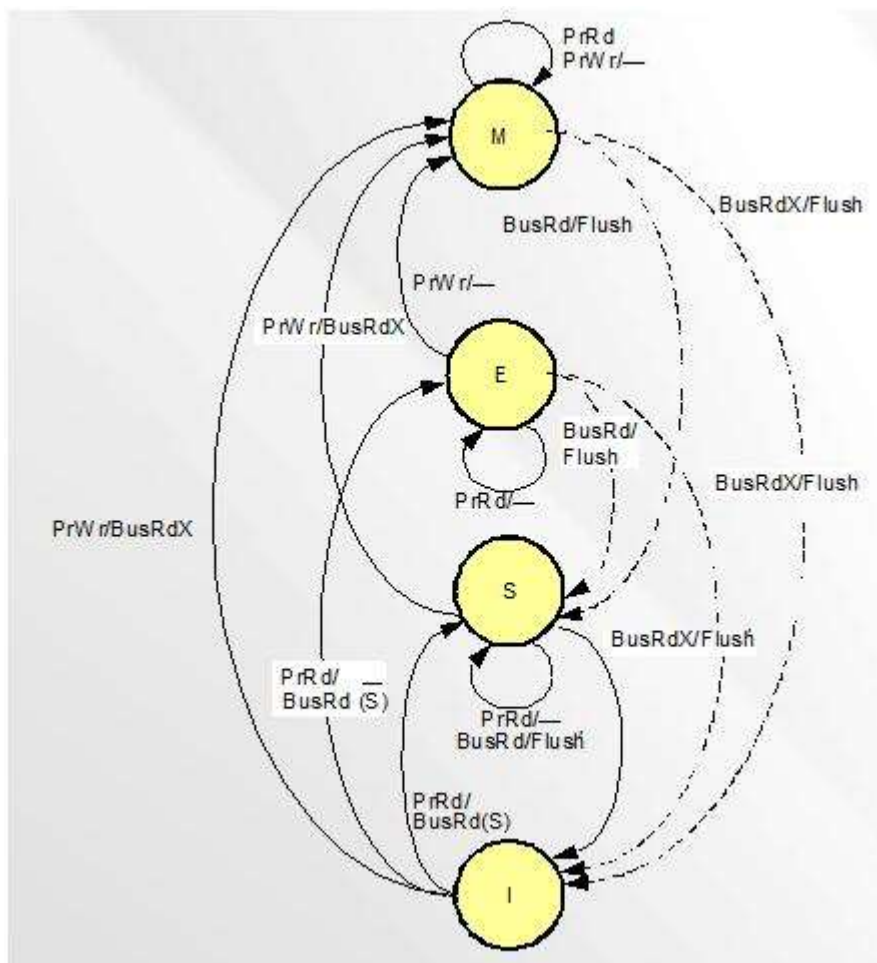 PrRd
PrWr/—
M
BusRdX/Flush
BusRd/Flush
PrWr/—
PrWr/BusRdX
E
BusRd/
Flush
BusRdX/Flush
PrRd/—
PrWr/BusRdX
S
BusRdX/Flush'
PrRd/ —
BusRd (S)
PrRd/—
BusRd/Flush'
PrRd/
BusRd(S)
I